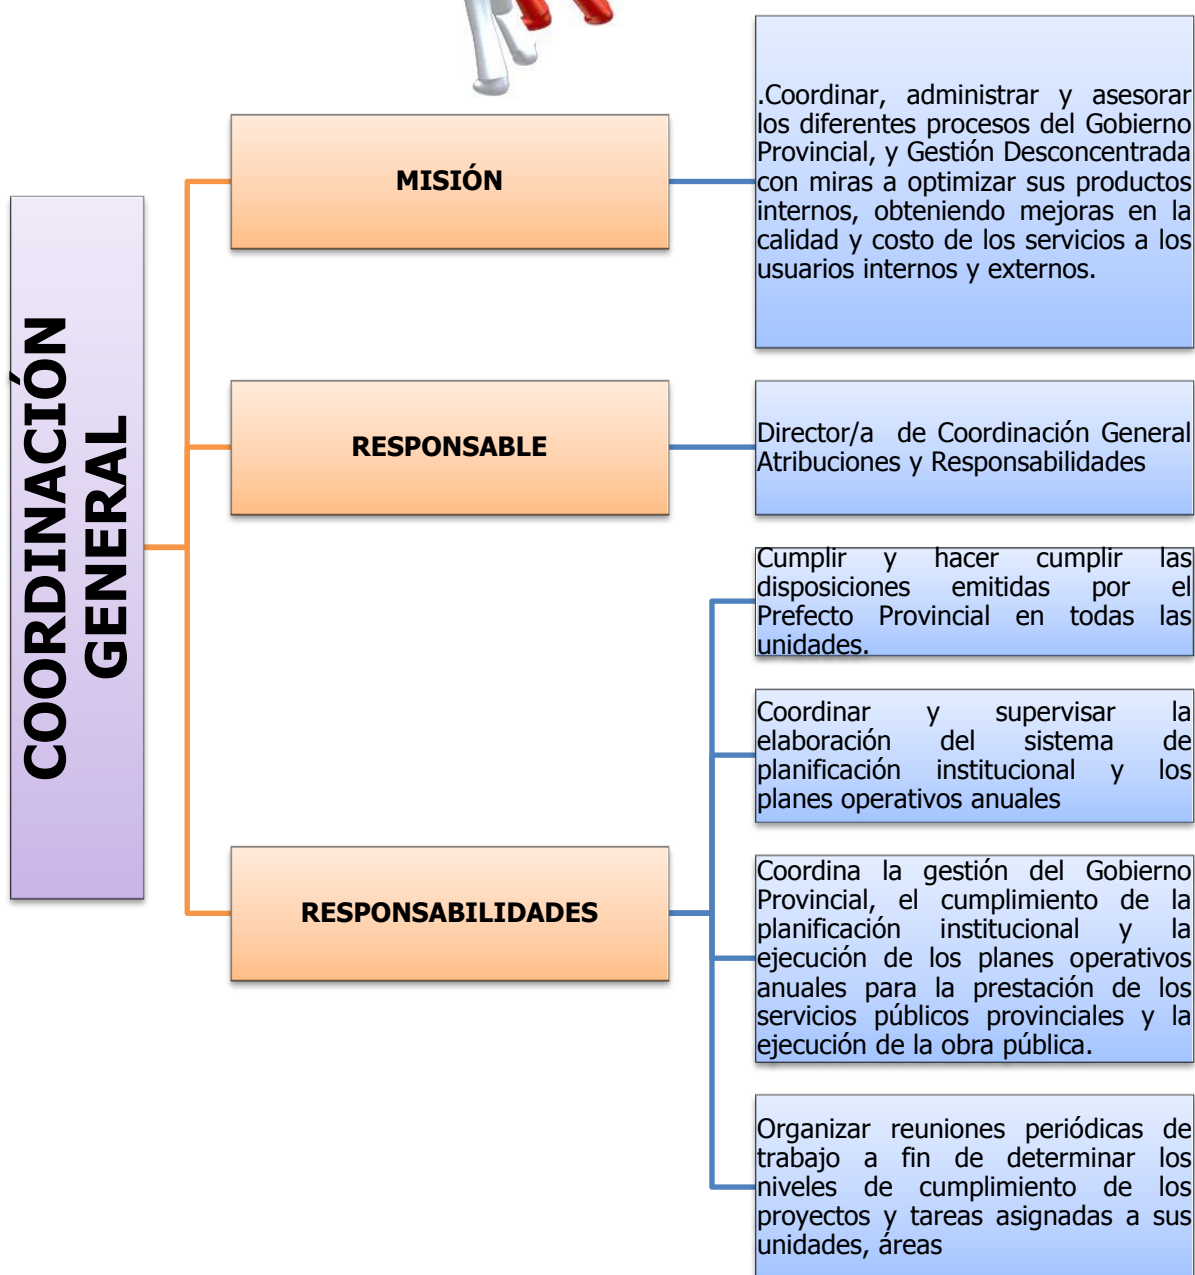 COORDINACIÓN
GENERAL
MISIÓN
.Coordinar, administrar y asesorar
los diferentes procesos del Gobierno
Provincial, y Gestión Desconcentrada
con miras a optimizar sus productos
internos, obteniendo mejoras en la
calidad y costo de los servicios a los
usuarios internos y externos.
RESPONSABLE
Director/a de Coordinación General
Atribuciones y Responsabilidades
RESPONSABILIDADES
Cumplir y hacer cumplir las
disposiciones emitidas por el
Prefecto Provincial en todas las
unidades.
Coordinar y supervisar la
elaboración del sistema de
planificación institucional y los
planes operativos anuales
Coordina la gestión del Gobierno
Provincial, el cumplimiento de la
planificación institucional y la
ejecución de los planes operativos
anuales para la prestación de los
servicios públicos provinciales y la
ejecución de la obra pública.
Organizar reuniones periódicas de
trabajo a fin de determinar los
niveles de cumplimiento de los
proyectos y tareas asignadas a sus
unidades, áreas